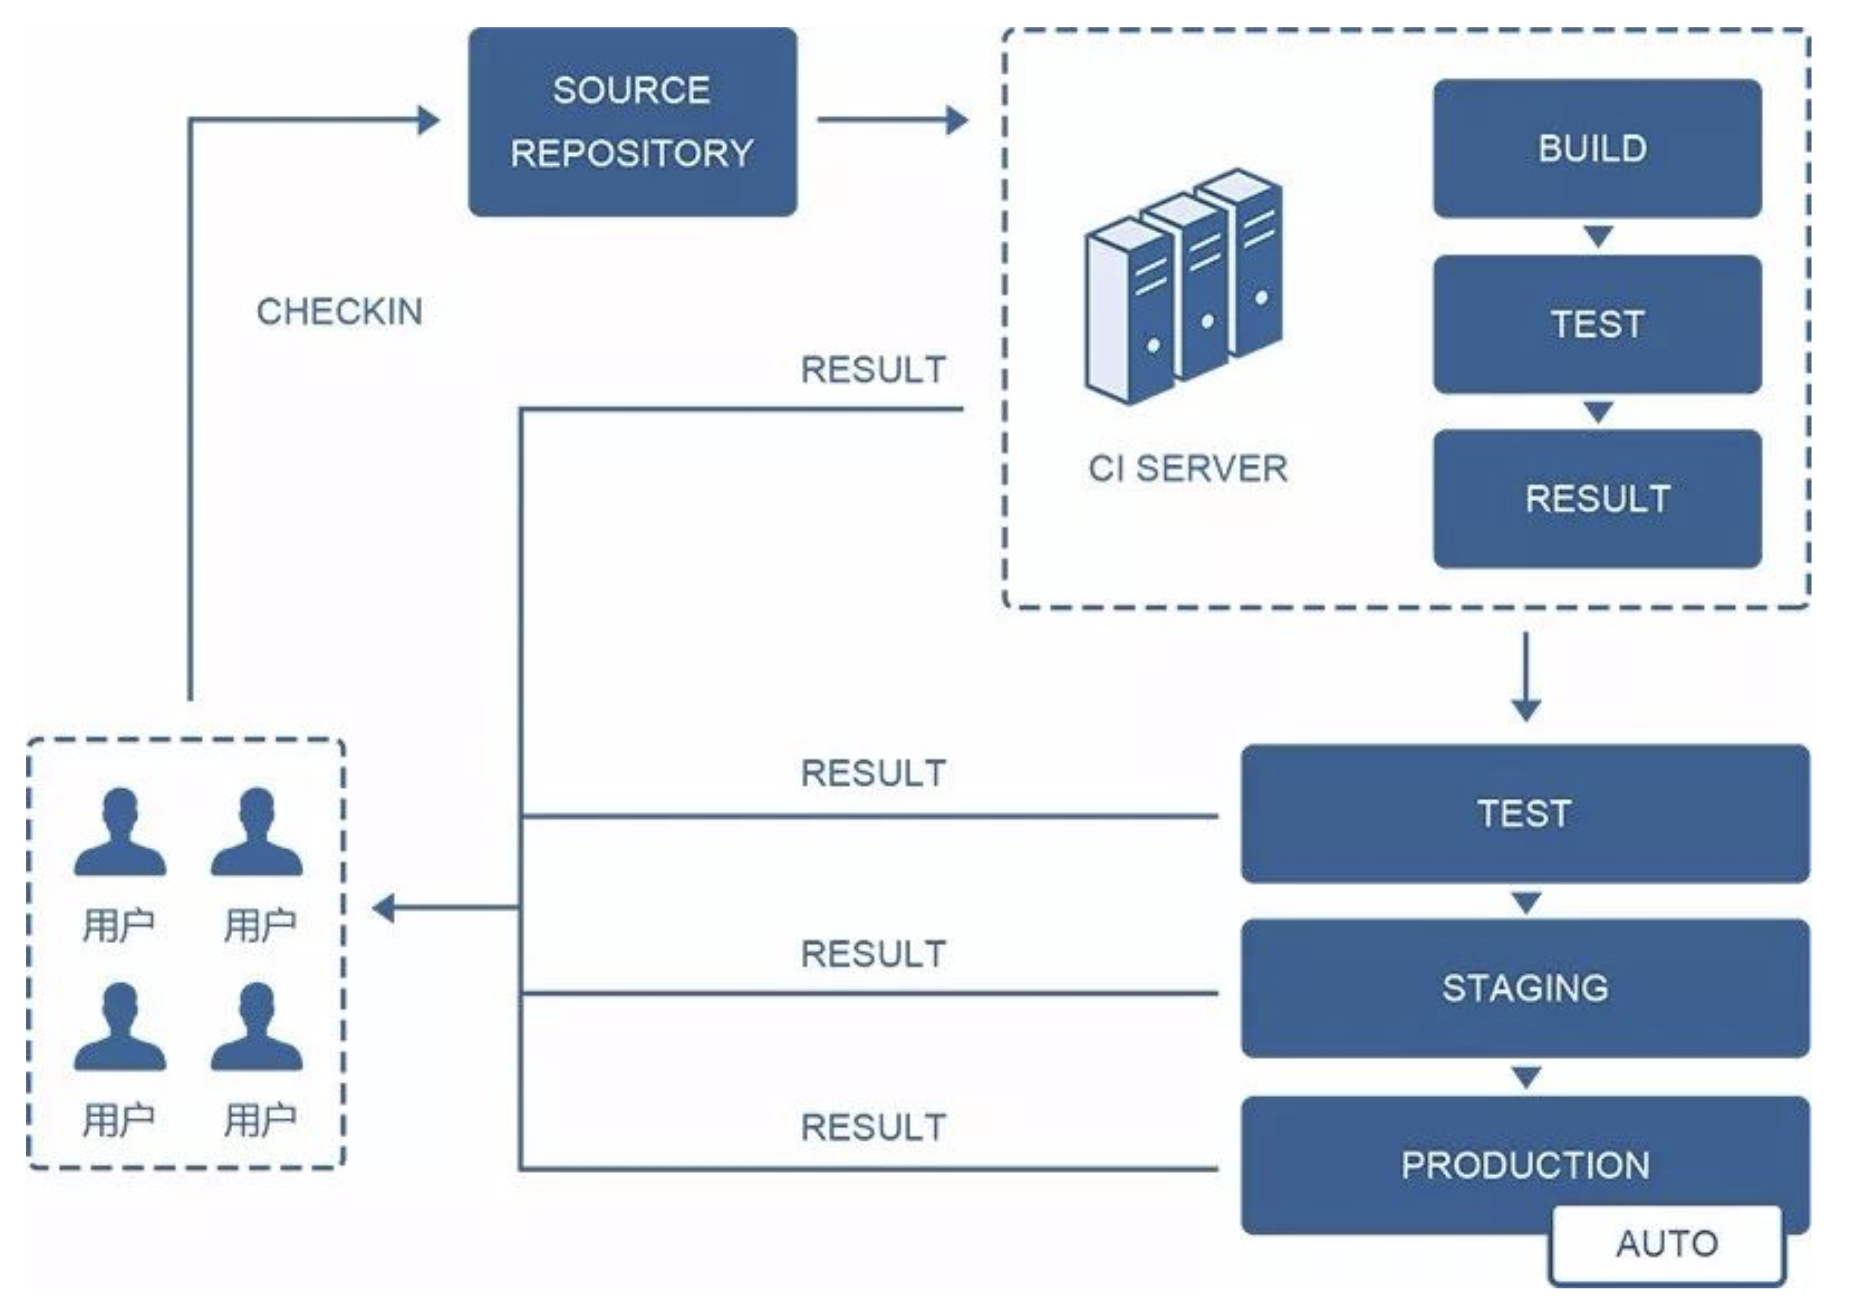 SOURCE
REPOSITORY
BUILD
TEST
RESULT
CI SERVER
CHECKIN
RESULT
RESULT
TEST
RESULT
STAGING
RESULT
PRODUCTION
AUTO
用户 用户
用户 用户